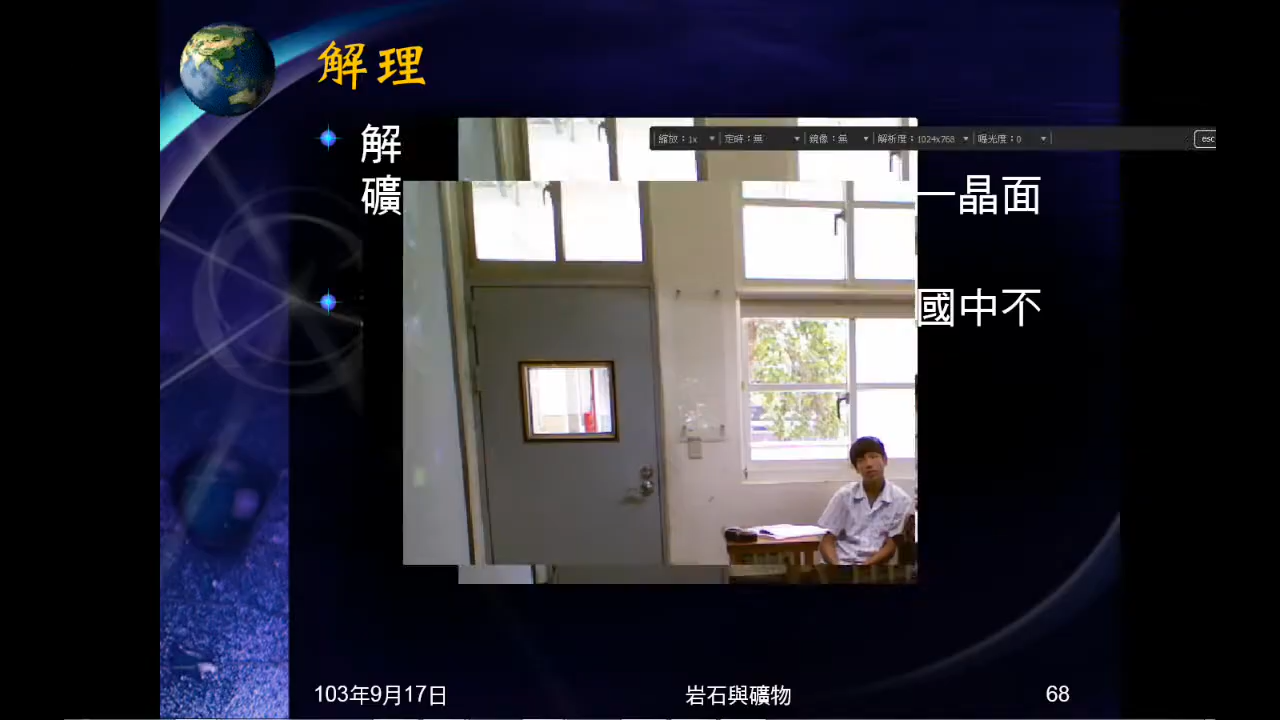 解理
解
縮放：1x 定時：無 鏡像：無 解析度：1024x768 曝光度：0 esc
礦 一晶面
國中不
103年9月17日 岩石與礦物 68